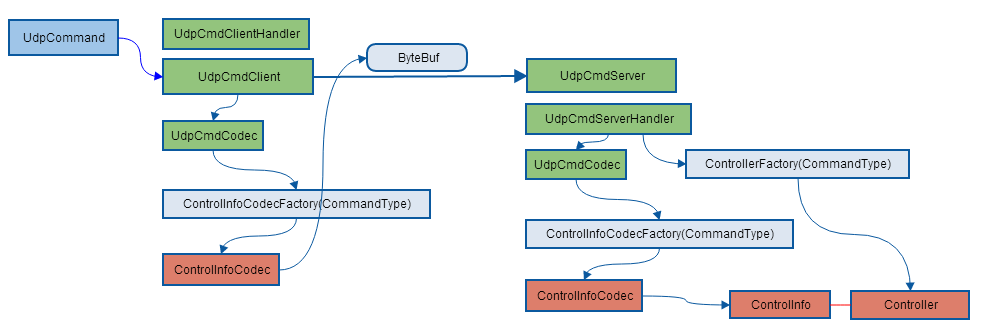 UdpCommand
UdpCmdClientHandler
UdpCmdClient
UdpCmdCodec
ControlInfoCodecFactory(CommandType)
ControlInfoCodec
ByteBuf
UdpCmdServer
UdpCmdServerHandler
UdpCmdCodec
ControllerFactory(CommandType)
ControlInfoCodecFactory(CommandType)
ControlInfoCodec
ControlInfo
Controller